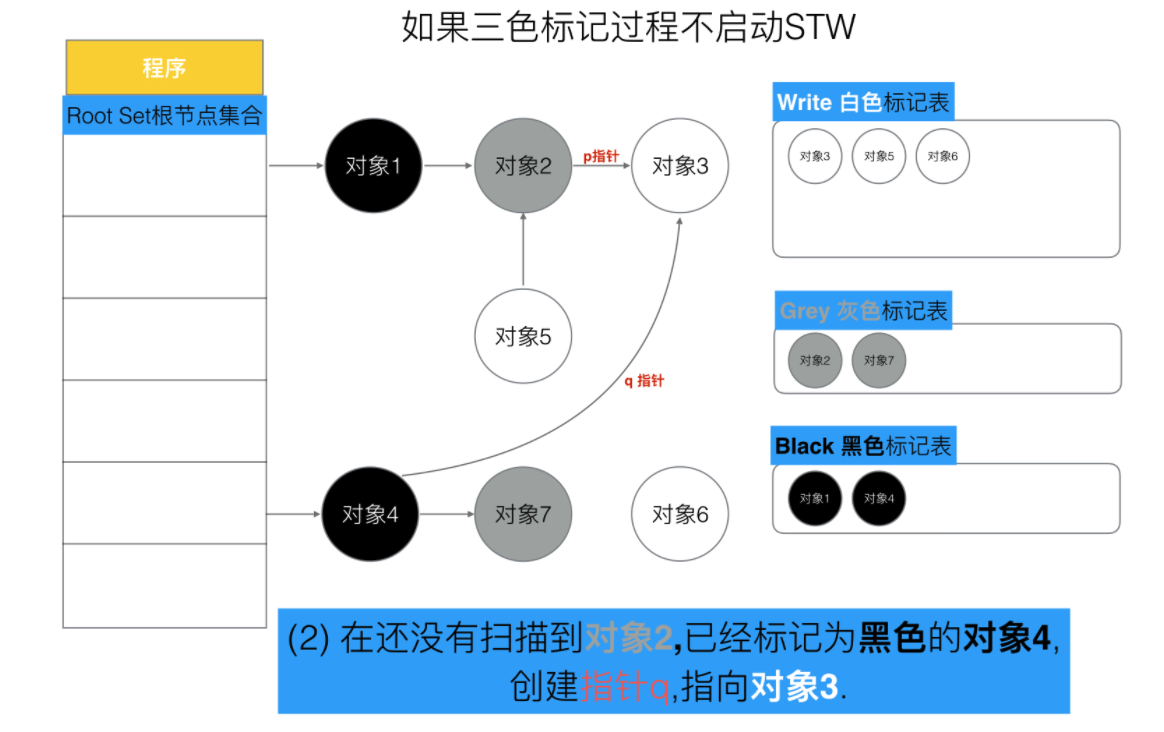 如果三色标记过程不启动STW
程序
Root Set根节点集合
对象1
对象2
p指针
对象3
对象5
q 指针
对象4
对象7
对象6
Write 白色标记表
对象3
对象5
对象6
Grey 灰色标记表
对象2
对象7
Black 黑色标记表
对象1
对象4
(2) 在还没有扫描到对象2,已经标记为黑色的对象4,
创建指针q,指向对象3.